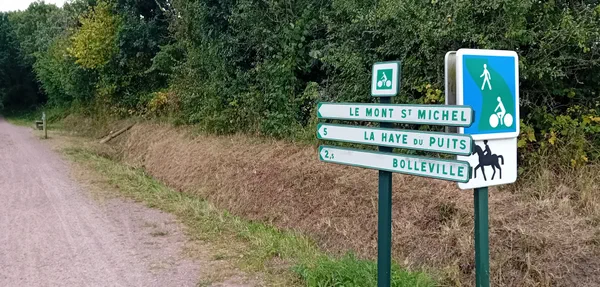 LE MONT ST MICHEL
5 LA HAYE DU PUITS
2,5 BOLLEVILLE